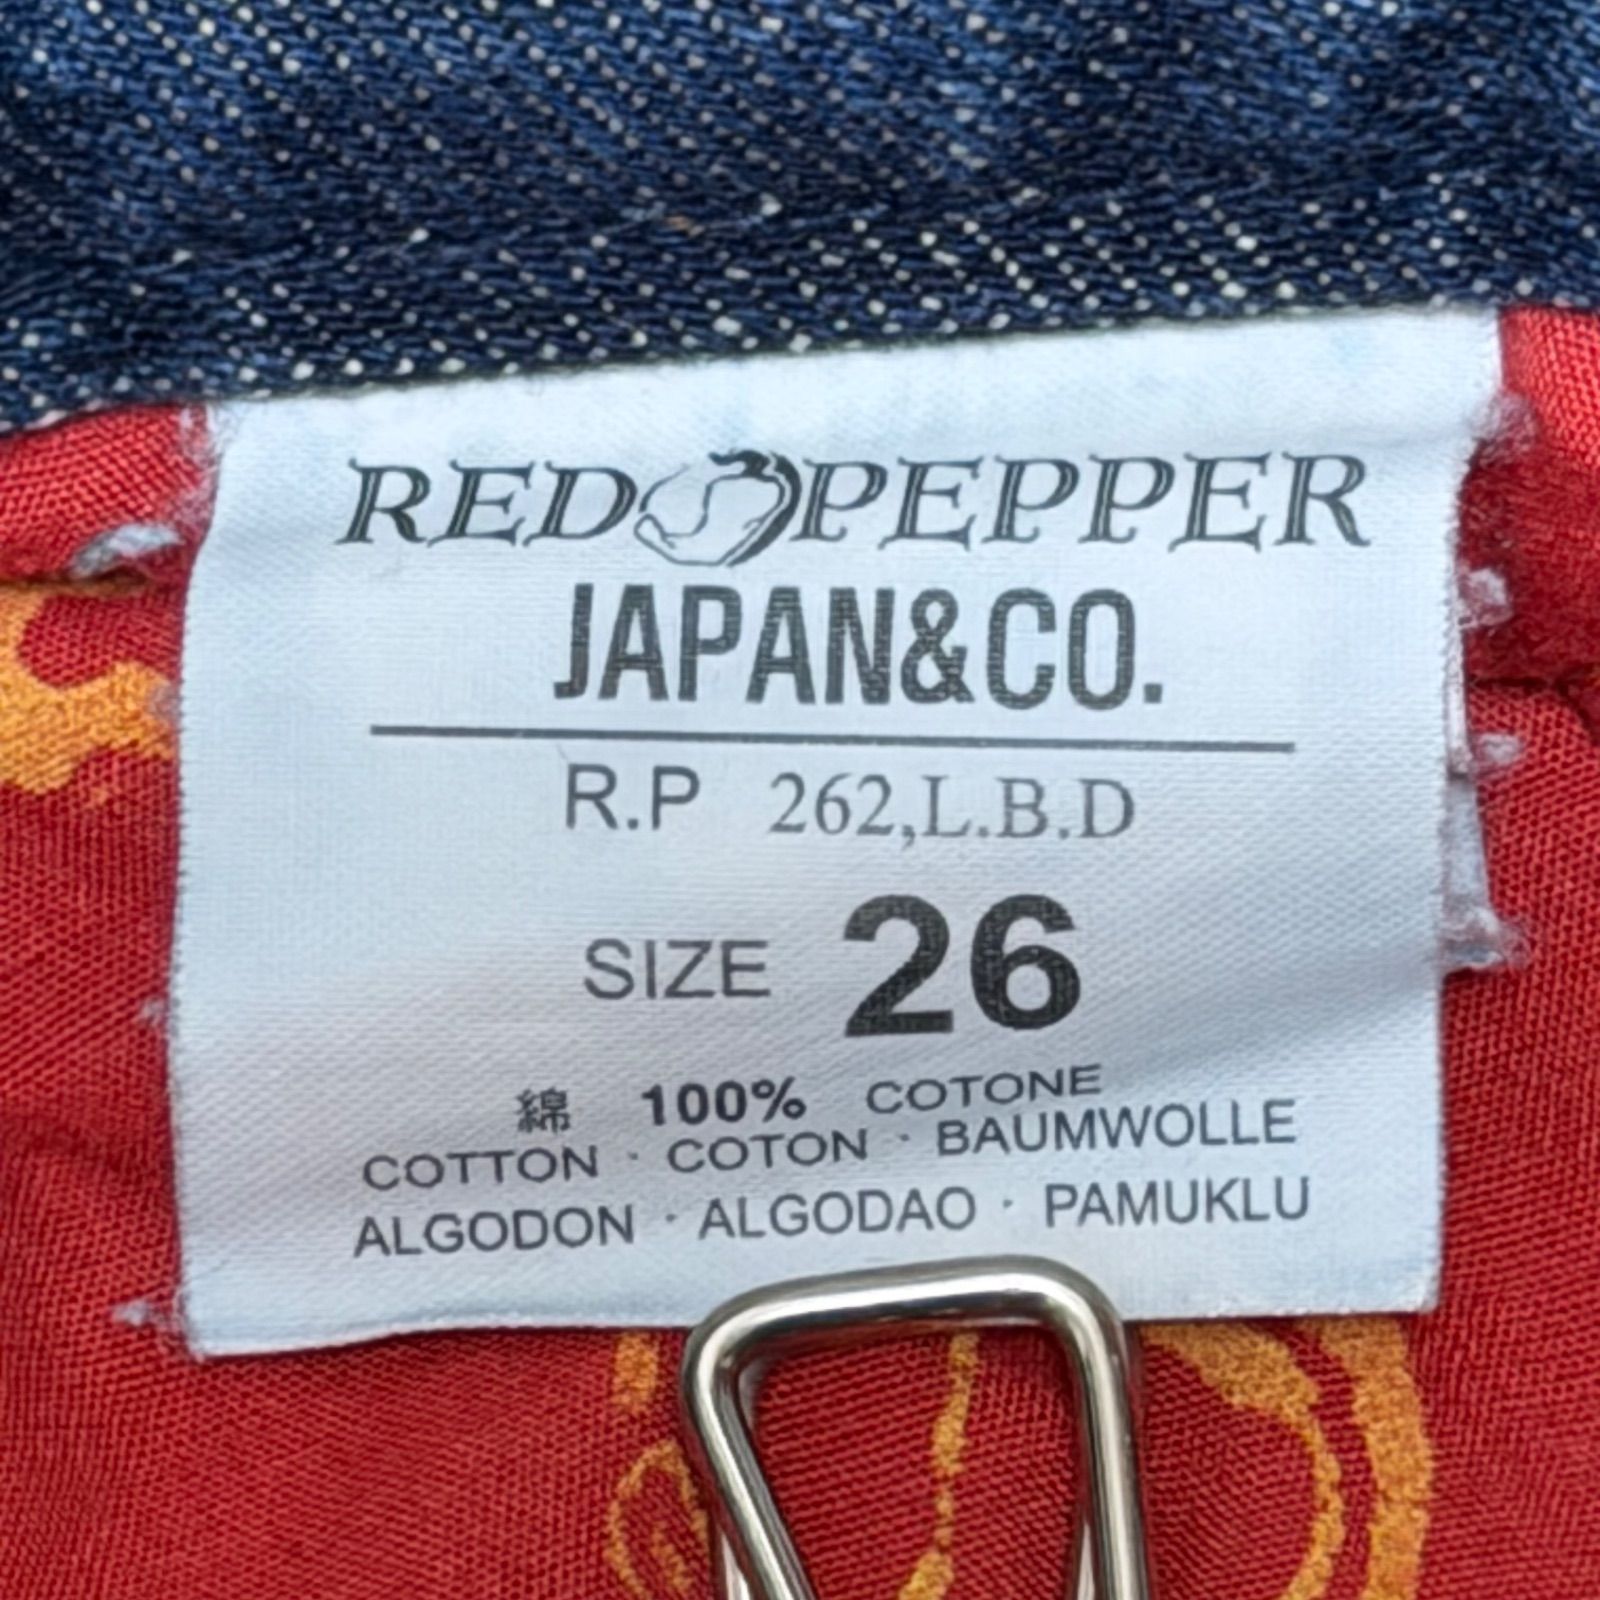 RED PEPPER
JAPAN&CO.
R.P 262,L.B.D
SIZE 26
綿 100% COTONE
COTTON · COTON · BAUMWOLLE
ALGODON · ALGODAO · PAMUKLU